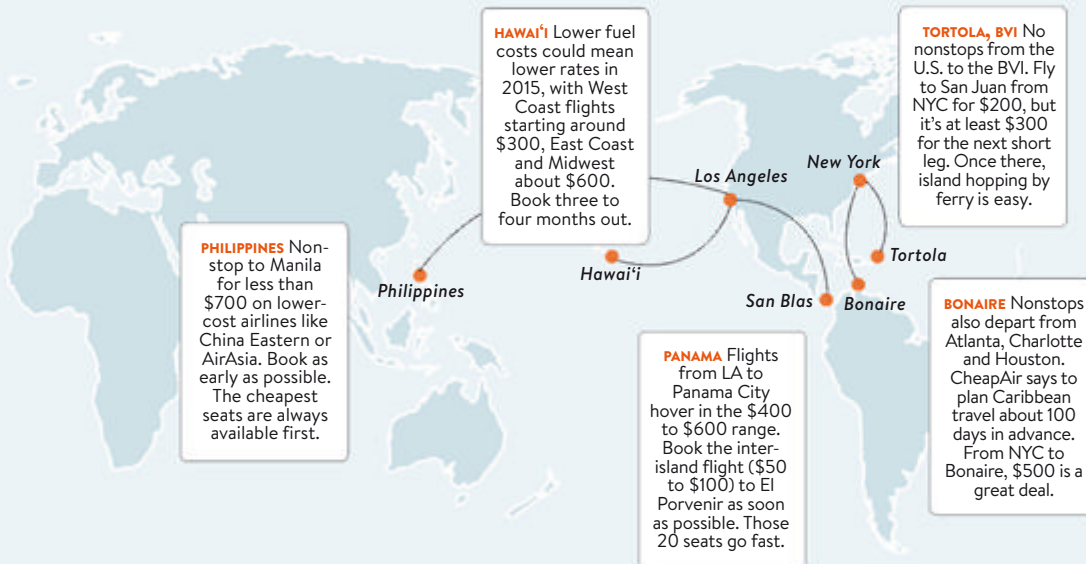 HAWAI‘I Lower fuel
costs could mean
lower rates in
2015, with West
Coast flights
starting around
$300, East Coast
and Midwest
about $600.
Book three to
four months out.
TORTOLA, BVI No
nonstops from the
U.S. to the BVI. Fly
to San Juan from
NYC for $200, but
it’s at least $300
for the next short
leg. Once there,
island hopping by
ferry is easy.
New York
Los Angeles
PHILIPPINES Non-
stop to Manila
for less than
$700 on lower-
cost airlines like
China Eastern or
AirAsia. Book as
early as possible.
The cheapest
seats are always
available first.
Philippines
Hawai‘i
Tortola
San Blas
Bonaire
PANAMA Flights
from LA to
Panama City
hover in the $400
to $600 range.
Book the inter-
island flight ($50
to $100) to El
Porvenir as soon
as possible. Those
20 seats go fast.
BONAIRE Nonstops
also depart from
Atlanta, Charlotte
and Houston.
CheapAir says to
plan Caribbean
travel about 100
days in advance.
From NYC to
Bonaire, $500 is a
great deal.